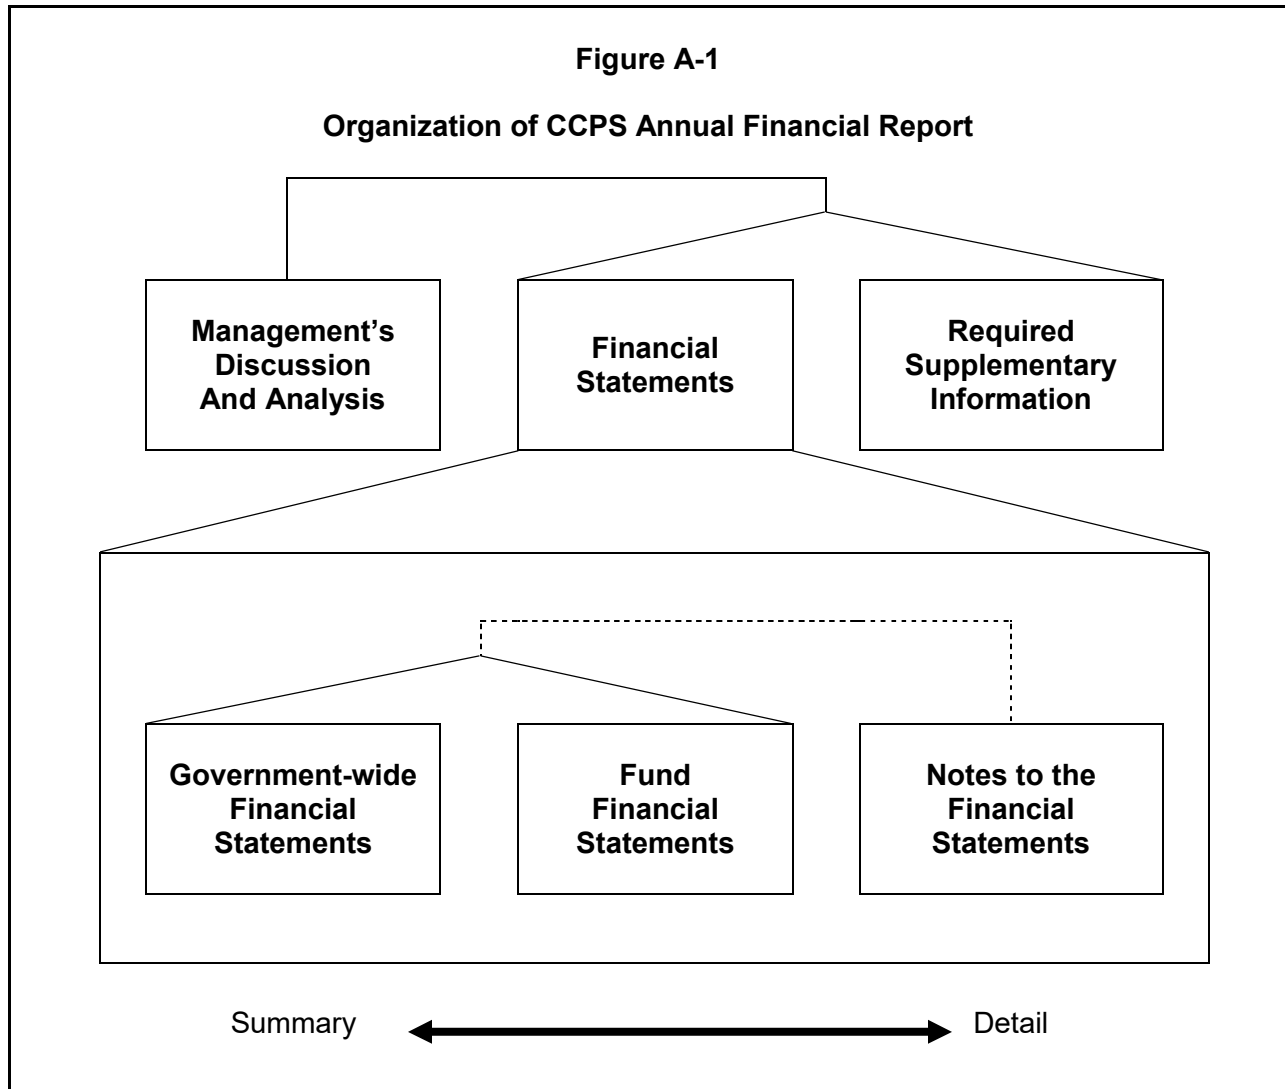 Figure A-1
Organization of CCPS Annual Financial Report
Management’s
Discussion
And Analysis
Financial
Statements
Required
Supplementary
Information
Government-wide
Financial
Statements
Fund
Financial
Statements
Notes to the
Financial
Statements
Summary
Detail